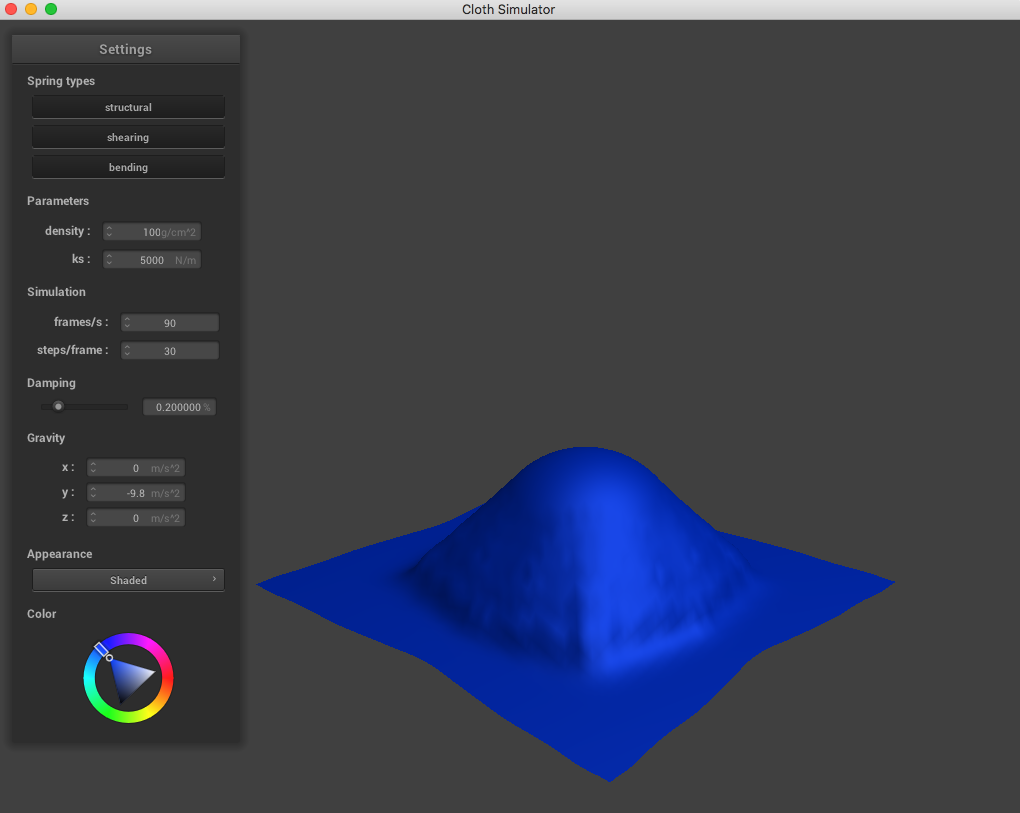 Cloth Simulator
Settings
Spring types
structural
shearing
bending
Parameters
density : 100 g/cm^2
ks : 5000 N/m
Simulation
frames/s : 90
steps/frame : 30
Damping
0.200000 %
Gravity
x : 0 m/s^2
y : -9.8 m/s^2
z : 0 m/s^2
Appearance
Shaded
Color